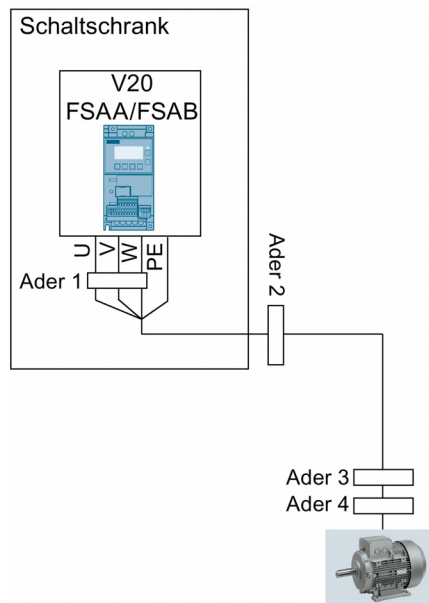 Schaltschrank
V20
FSAA/FSAB
U
V
W
PE
Ader 1
Ader 2
Ader 3
Ader 4